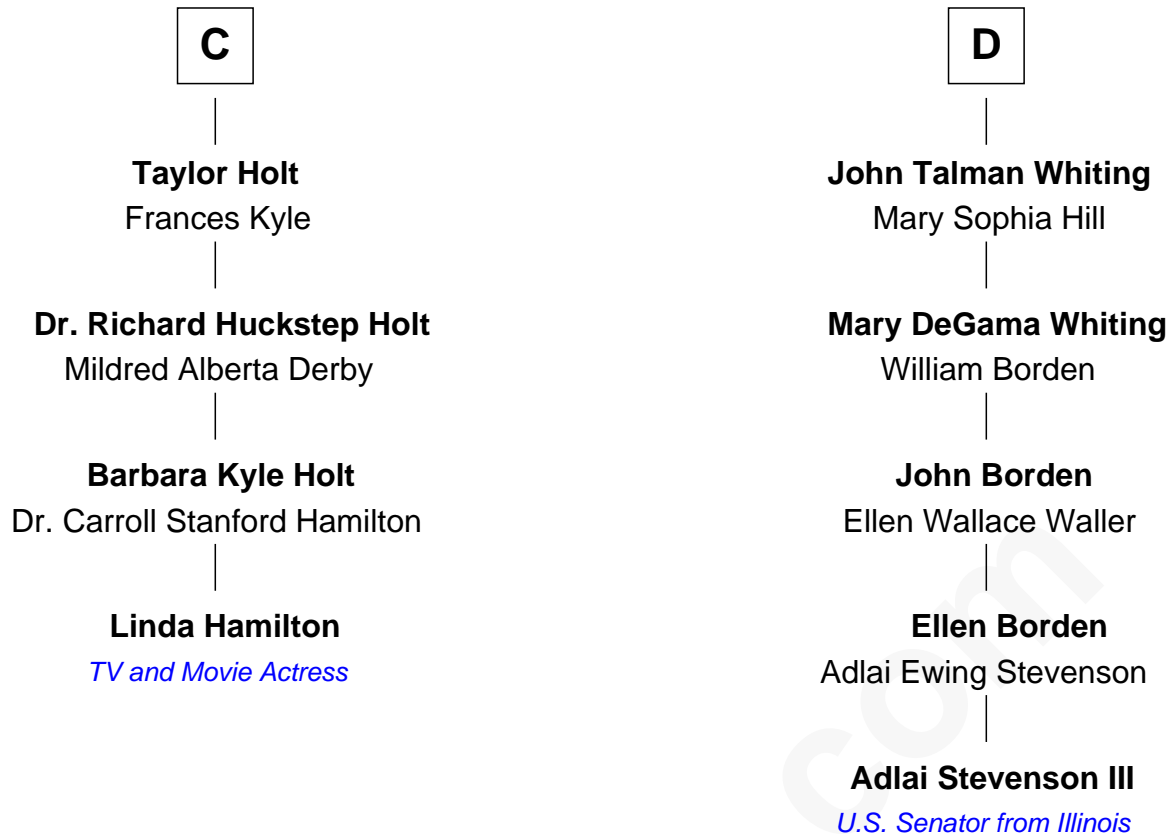 C
Taylor Holt
Frances Kyle
Dr. Richard Huckstep Holt
Mildred Alberta Derby
Barbara Kyle Holt
Dr. Carroll Stanford Hamilton
Linda Hamilton
TV and Movie Actress
D
John Talman Whiting
Mary Sophia Hill
Mary DeGama Whiting
William Borden
John Borden
Ellen Wallace Waller
Ellen Borden
Adlai Ewing Stevenson
Adlai Stevenson III
U.S. Senator from Illinois
com